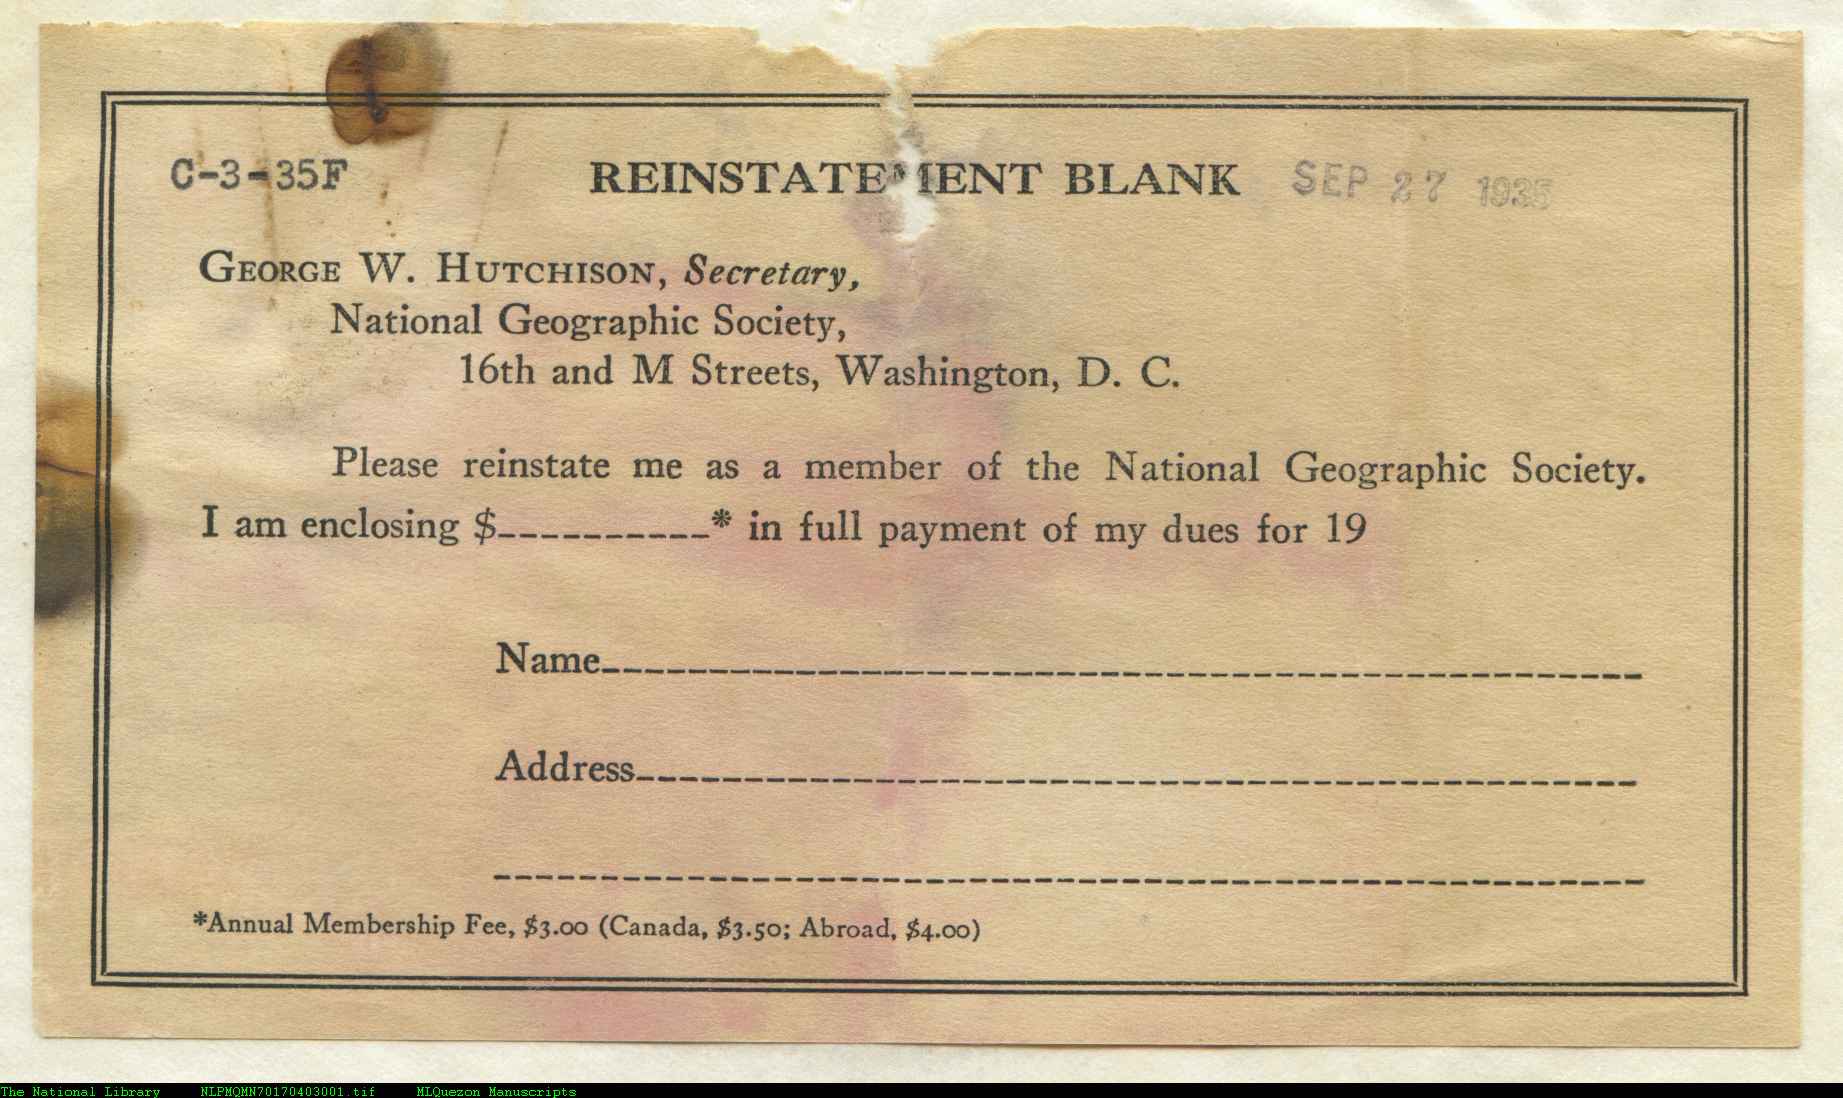 C-3-35F REINSTATEMENT BLANK SEP 27 1935
GEORGE W. HUTCHISON, Secretary,
National Geographic Society,
16th and M Streets, Washington, D. C.
Please reinstate me as a member of the National Geographic Society.
I am enclosing $----------* in full payment of my dues for 19
Name
Address
*Annual Membership Fee, $3.00 (Canada, $3.50; Abroad, $4.00)
The National Library NLPMQMN70170403001.tif MLQuezon Manuscripts